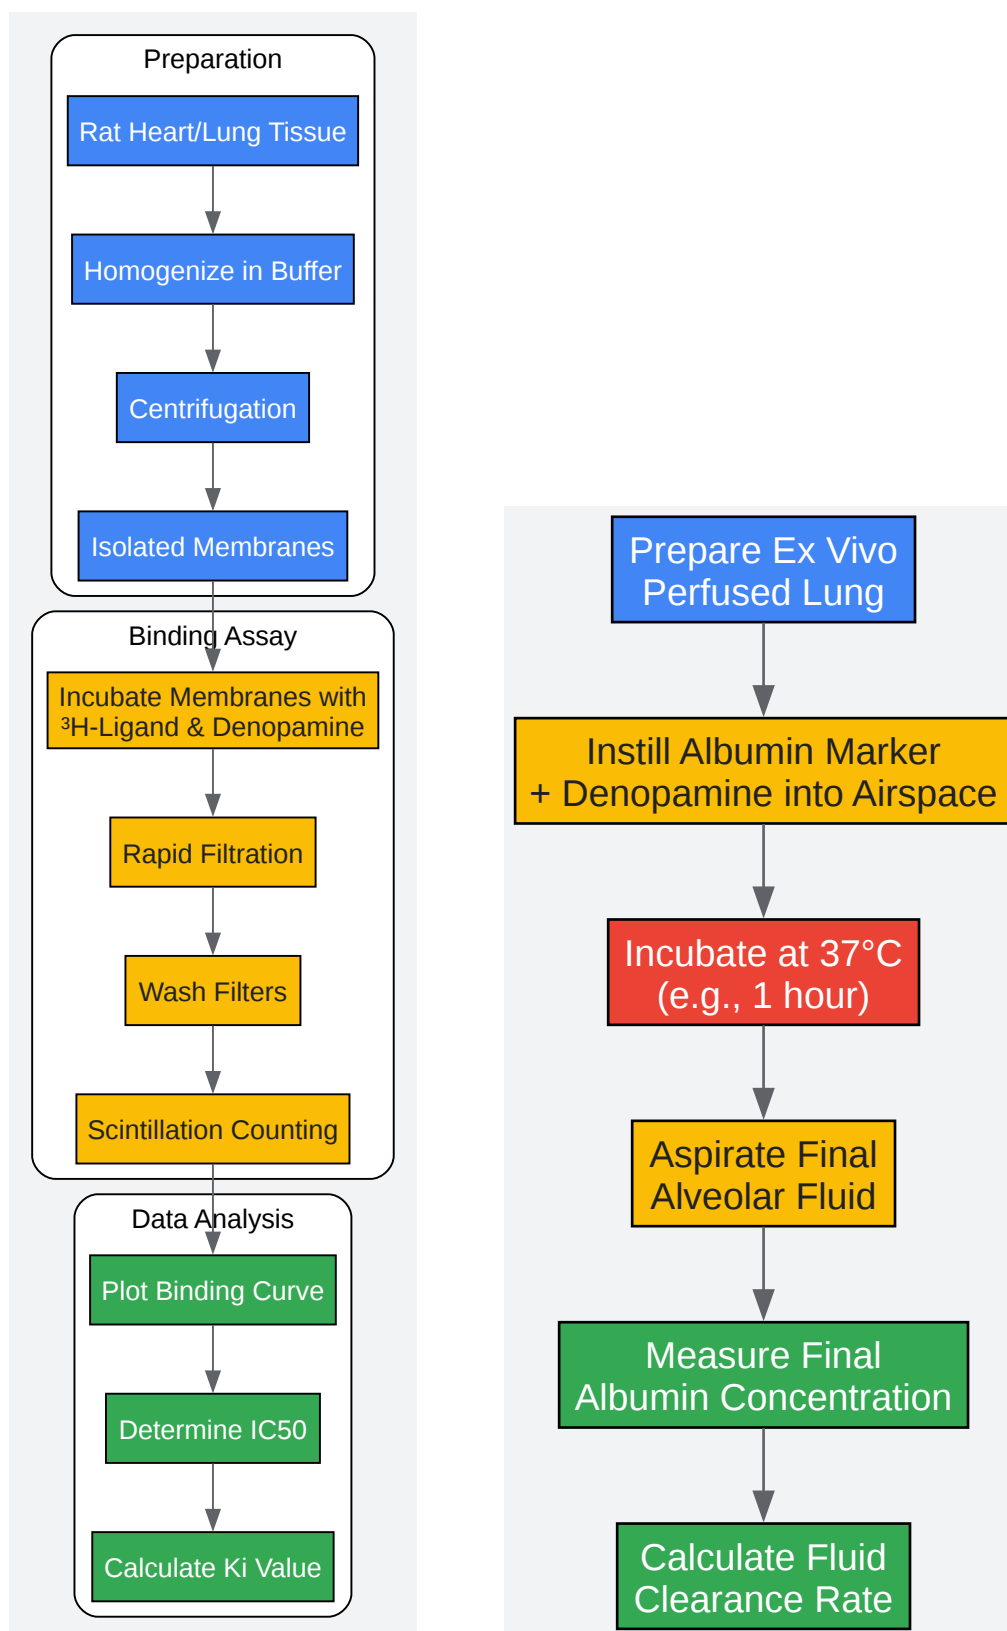 Preparation
Rat Heart/Lung Tissue
Homogenize in Buffer
Centrifugation
Isolated Membranes
Binding Assay
Incubate Membranes with
³H-Ligand & Denopamine
Rapid Filtration
Wash Filters
Scintillation Counting
Data Analysis
Plot Binding Curve
Determine IC50
Calculate Ki Value
Prepare Ex Vivo
Perfused Lung
Instill Albumin Marker
+ Denopamine into Airspace
Incubate at 37°C
(e.g., 1 hour)
Aspirate Final
Alveolar Fluid
Measure Final
Albumin Concentration
Calculate Fluid
Clearance Rate